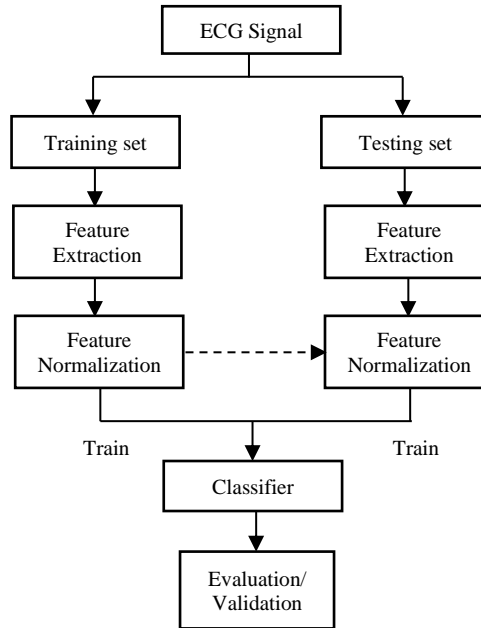 ECG Signal
Training set
Testing set
Feature
Extraction
Feature
Extraction
Feature
Normalization
Feature
Normalization
Train
Train
Classifier
Evaluation/
Validation